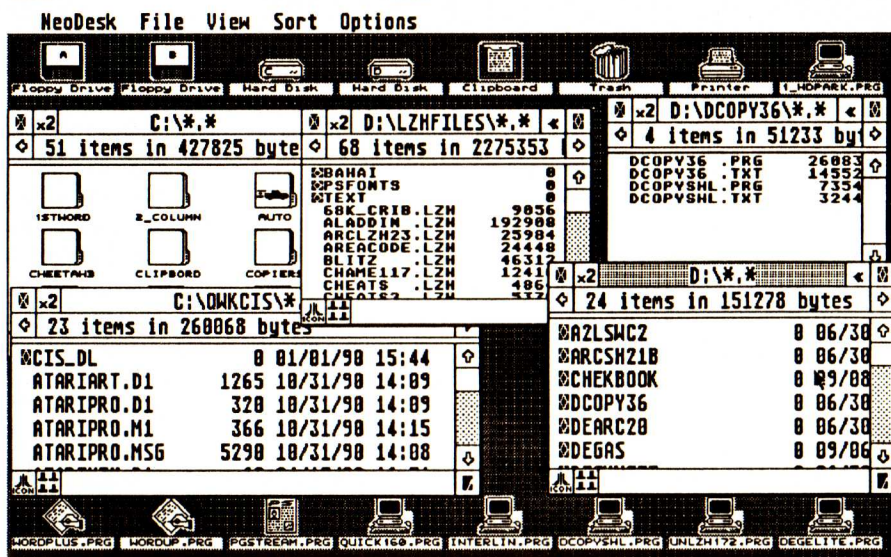 NeoDesk File View Sort Options
A
B
Floppy Drive Floppy Drive Hard Disk Hard Disk Clipboard Trash Printer 1_HDPARK.PRG
x2 C:\*.*
51 items in 427825 byte
1STWORD 2_COLUMN AUTO
CHEETAH3 CLIPBORD COPIERS
x2 D:\LZHFILES\*.*
68 items in 2275353
BAHAI 0
PSFONTS 0
TEXT 0
68K_CRIB.LZH 9056
ALADDIN .LZH 192908
ARCLZH23.LZH 25984
AREACODE.LZH 24448
BLITZ .LZH 46312
CHAME117.LZH 1241
CHEATS .LZH 486
CHEATS2 .LZH 537
ICON
x2 D:\DCOPY36\*.*
4 items in 51233 byt
DCOPY36 .PRG 26083
DCOPY36 .TXT 14552
DCOPYSHL.PRG 7354
DCOPYSHL.TXT 3244
x2 C:\QWKCIS\*
23 items in 260068 bytes
CIS_DL 0 01/01/90 15:44
ATARIART.D1 1265 10/31/90 14:09
ATARIPRO.D1 320 10/31/90 14:09
ATARIPRO.M1 366 10/31/90 14:15
ATARIPRO.MSG 5290 10/31/90 14:08
ICON
x2 D:\*.*
24 items in 151278 bytes
A2LSWC2 0 06/30
ARCSH21B 0 06/30
CHEKBOOK 0 09/08
DCOPY36 0 06/30
DEARC20 0 06/30
DEGAS 0 09/06
ICON
WORDPLUS.PRG WORDUP.PRG PGSTREAM.PRG QUICK160.PRG INTERLIN.PRG DCOPYSHL.PRG UNLZH172.PRG DEGELITE.PRG